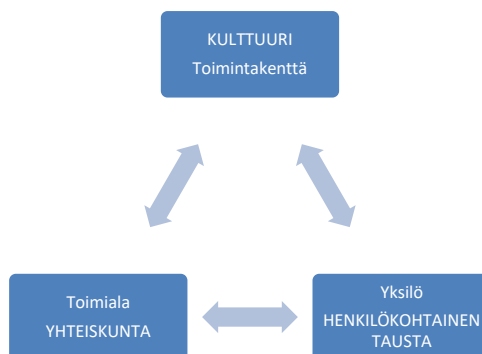 KULTTUURI
Toimintakenttä
Toimiala
YHTEISKUNTA
Yksilö
HENKILÖKOHTAINEN
TAUSTA